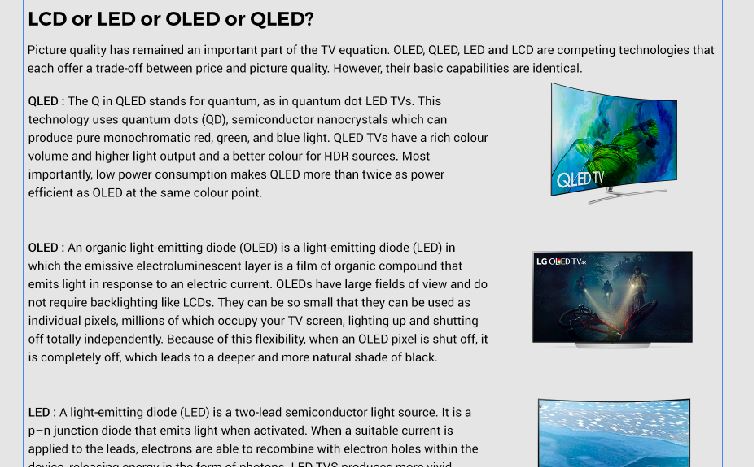 LCD or LED or OLED or QLED?
Picture quality has remained an important part of the TV equation. OLED, QLED, LED and LCD are competing technologies that
each offer a trade-off between price and picture quality. However, their basic capabilities are identical.
QLED : The Q in QLED stands for quantum, as in quantum dot LED TVs. This
technology uses quantum dots (QD), semiconductor nanocrystals which can
produce pure monochromatic red, green, and blue light. QLED TVs have a rich colour
volume and higher light output and a better colour for HDR sources. Most
importantly, low power consumption makes QLED more than twice as power
efficient as OLED at the same colour point.
QLED TV
OLED : An organic light-emitting diode (OLED) is a light-emitting diode (LED) in
which the emissive electroluminescent layer is a film of organic compound that
emits light in response to an electric current. OLEDs have large fields of view and do
not require backlighting like LCDs. They can be so small that they can be used as
individual pixels, millions of which occupy your TV screen, lighting up and shutting
off totally independently. Because of this flexibility, when an OLED pixel is shut off, it
is completely off, which leads to a deeper and more natural shade of black.
LG OLED TV
LED : A light-emitting diode (LED) is a two-lead semiconductor light source. It is a
p–n junction diode that emits light when activated. When a suitable current is
applied to the leads, electrons are able to recombine with electron holes within the
device, releasing energy in the form of photons. LED TVS produces more vivid